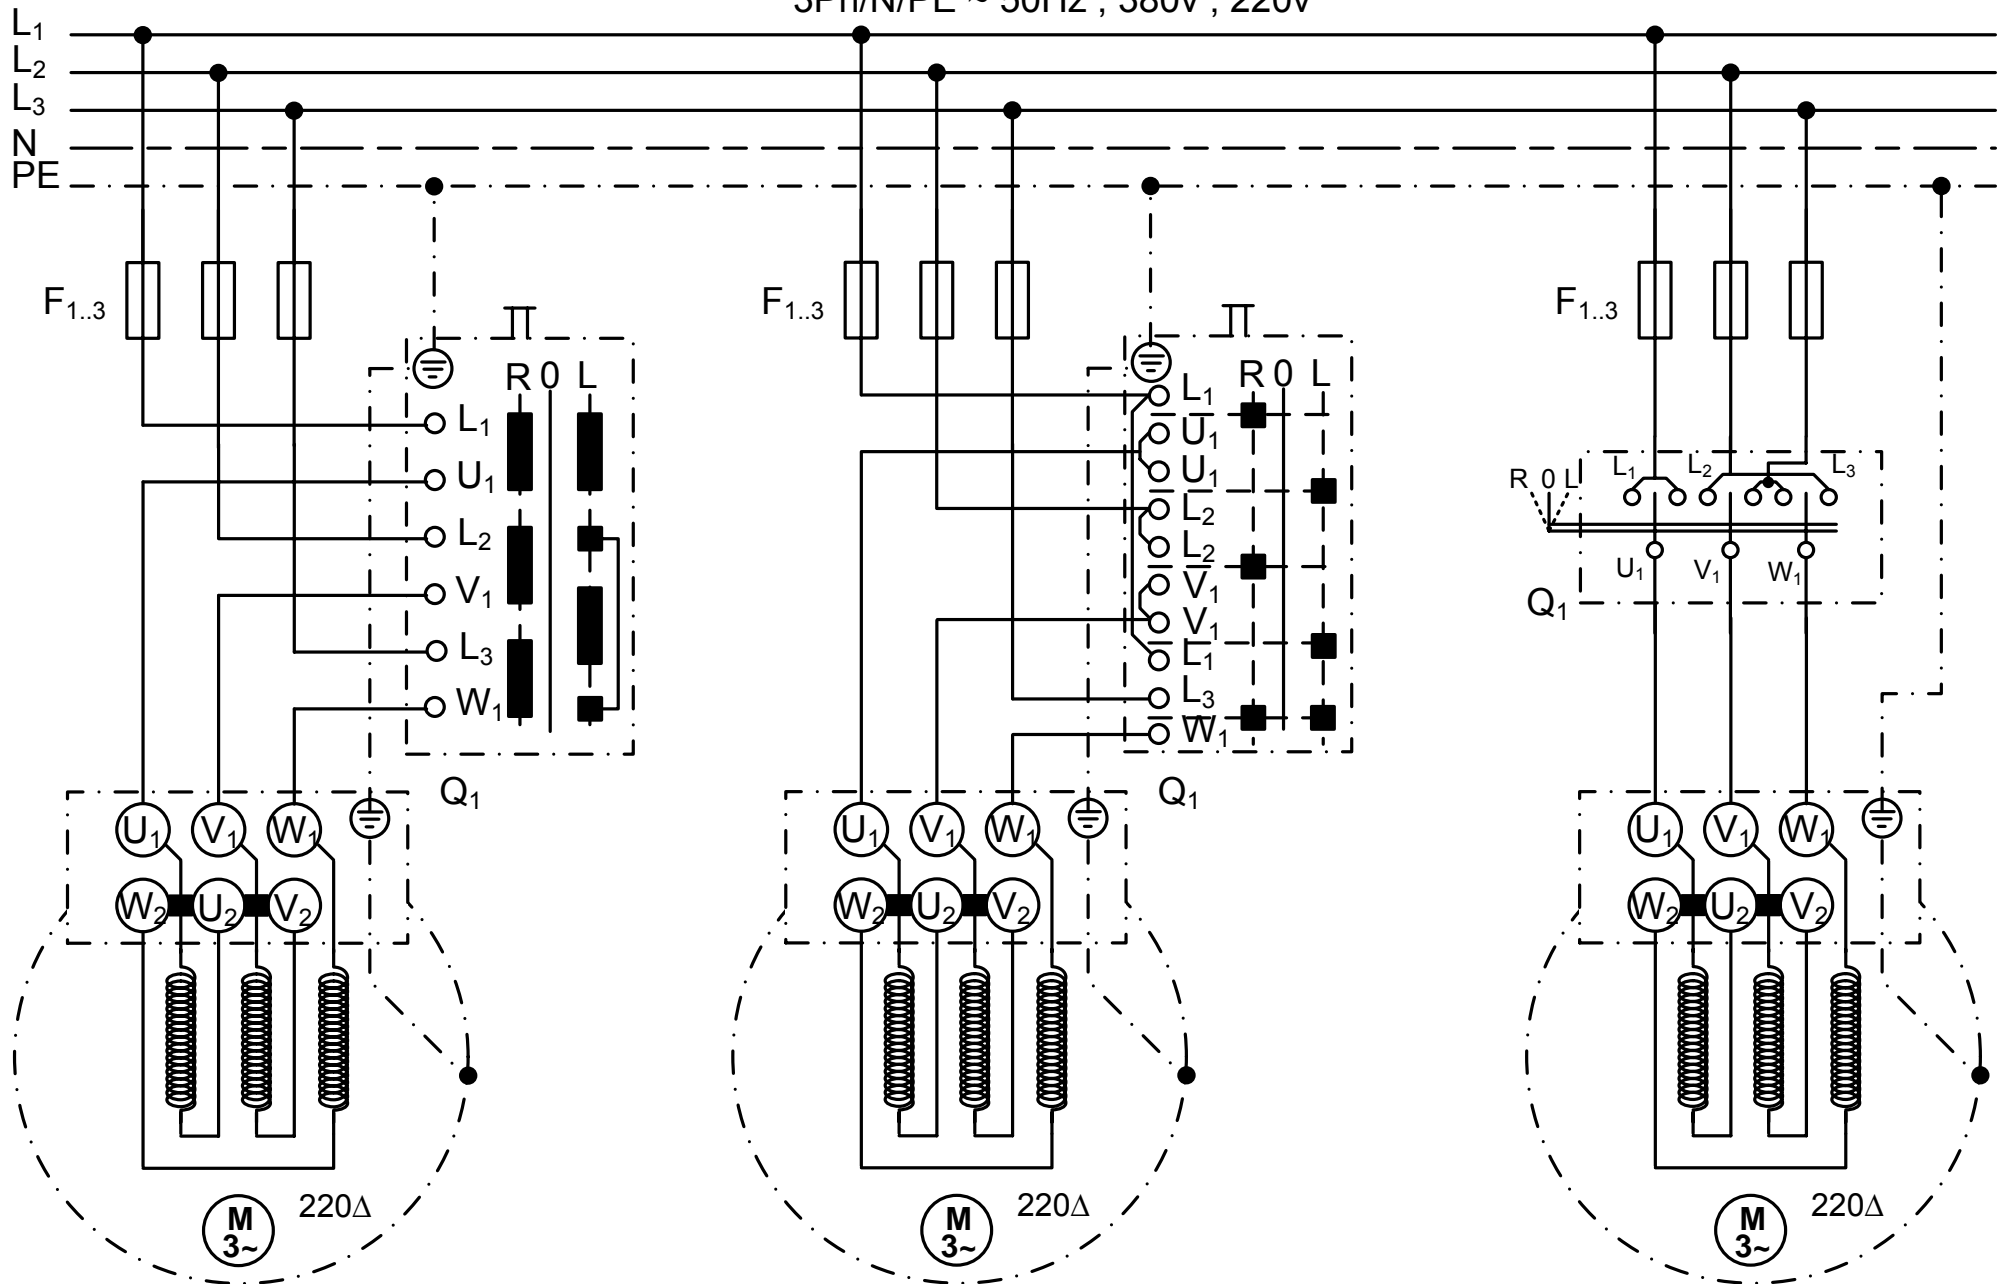 3Ph/N/PE ~ 50Hz ; 380V ; 220V
L1
L2
L3
N
PE
F1..3
R 0 L
L1
U1
L2
V1
L3
W1
Q1
U1 V1 W1
W2 U2 V2
M
3~
220Δ
F1..3
R 0 L
L1
U1
U1
L2
L2
V1
V1
L1
L3
W1
Q1
U1 V1 W1
W2 U2 V2
M
3~
220Δ
F1..3
L1 L2 L3
R 0 L
U1 V1 W1
Q1
U1 V1 W1
W2 U2 V2
M
3~
220Δ